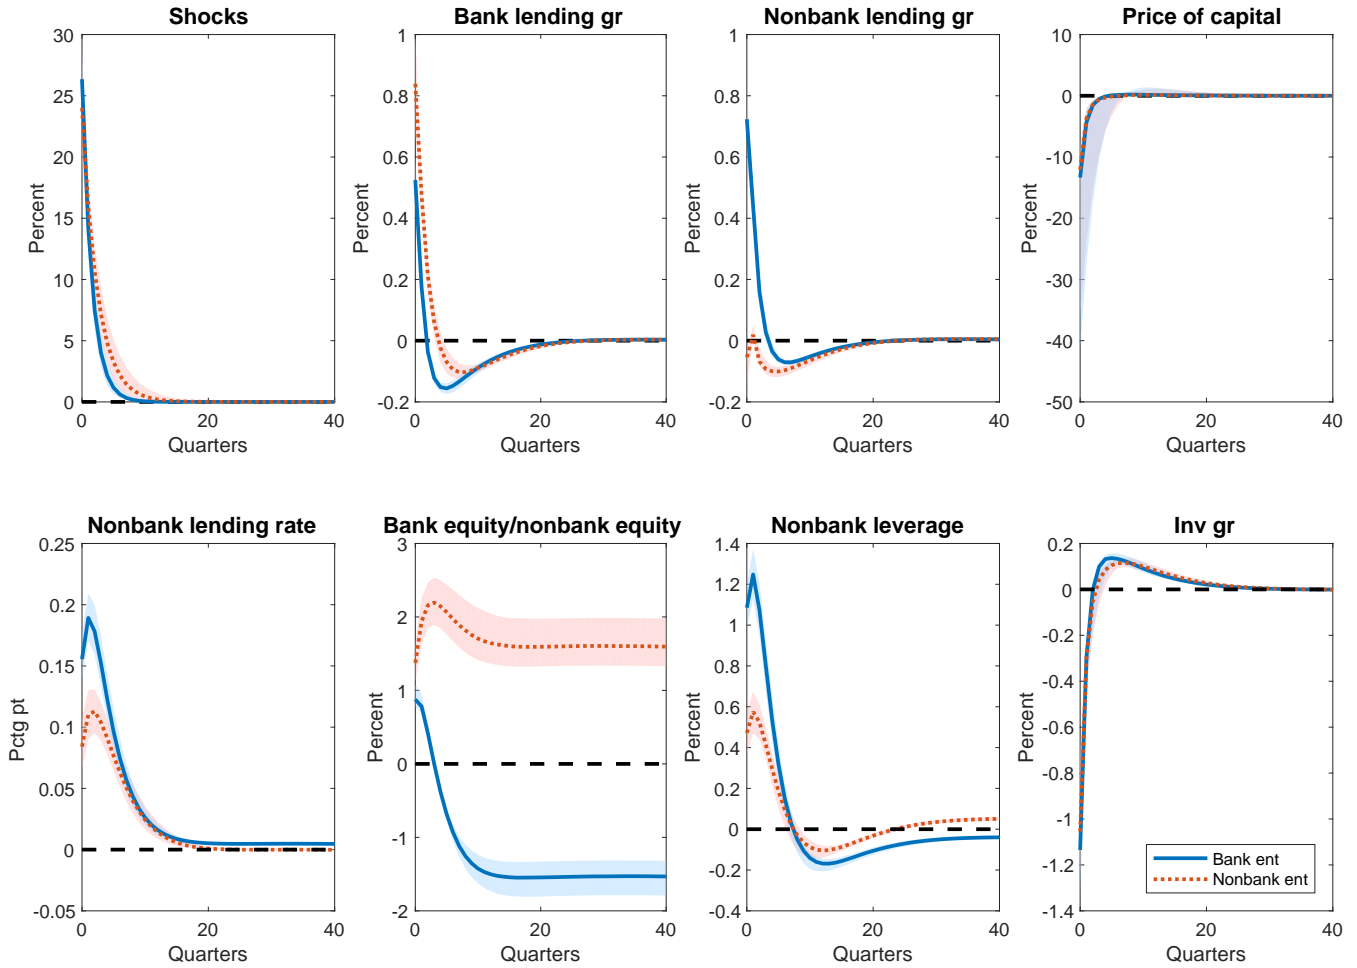 Shocks
30
25
20
15
10
5
0
Percent
0 20 40
Quarters
Bank lending gr
1
0.8
0.6
0.4
0.2
0
-0.2
Percent
0 20 40
Quarters
Nonbank lending gr
1
0.8
0.6
0.4
0.2
0
-0.2
Percent
0 20 40
Quarters
Price of capital
10
0
-10
-20
-30
-40
-50
Percent
0 20 40
Quarters
Nonbank lending rate
0.25
0.2
0.15
0.1
0.05
0
-0.05
Pctg pt
0 20 40
Quarters
Bank equity/nonbank equity
3
2
1
0
-1
-2
Percent
0 20 40
Quarters
Nonbank leverage
1.4
1.2
1
0.8
0.6
0.4
0.2
0
-0.2
-0.4
Percent
0 20 40
Quarters
Inv gr
0.2
0
-0.2
-0.4
-0.6
-0.8
-1
-1.2
-1.4
Percent
Bank ent
Nonbank ent
0 20 40
Quarters